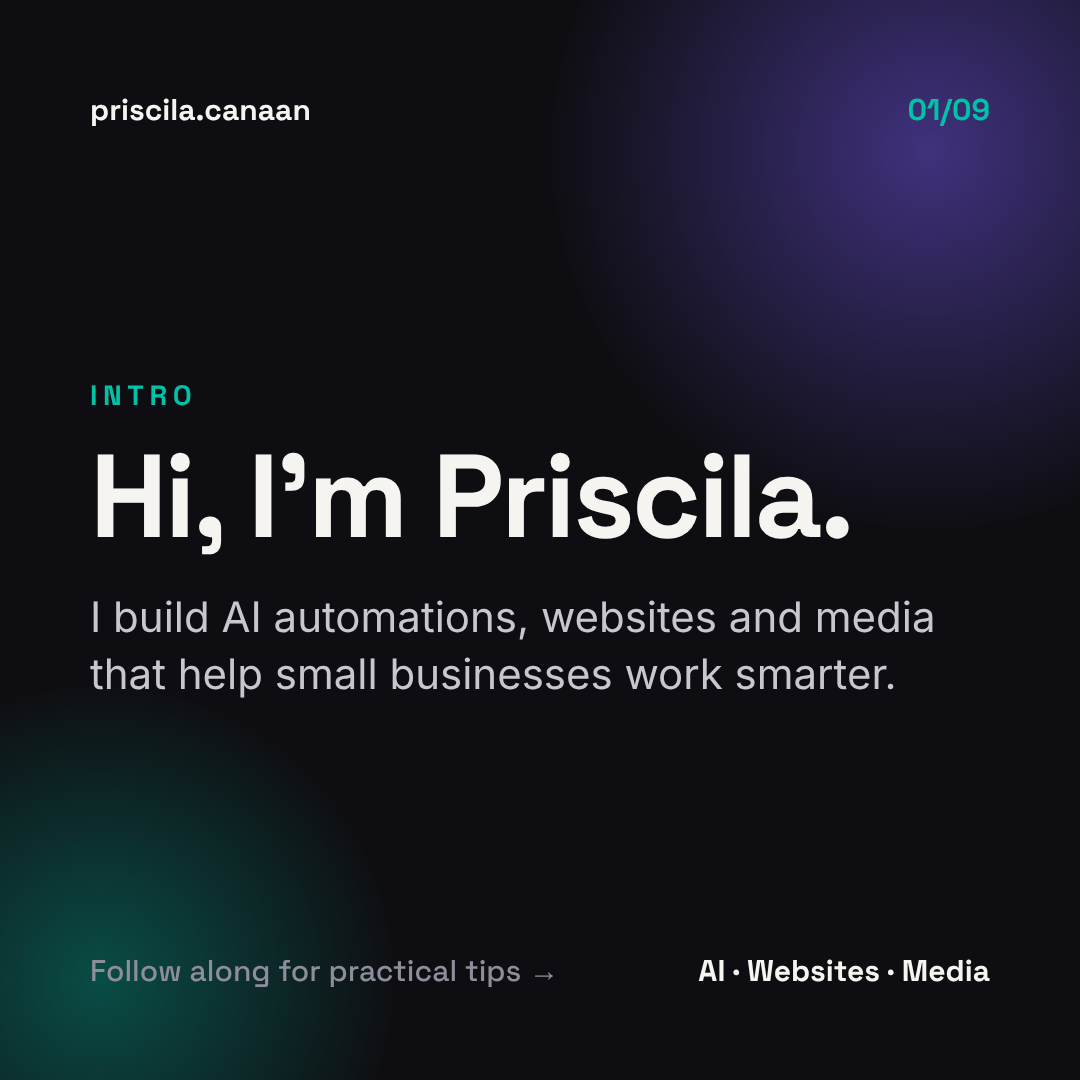 priscila.canaan
01/09
INTRO
Hi, I’m Priscila.
I build AI automations, websites and media
that help small businesses work smarter.
Follow along for practical tips →
AI · Websites · Media